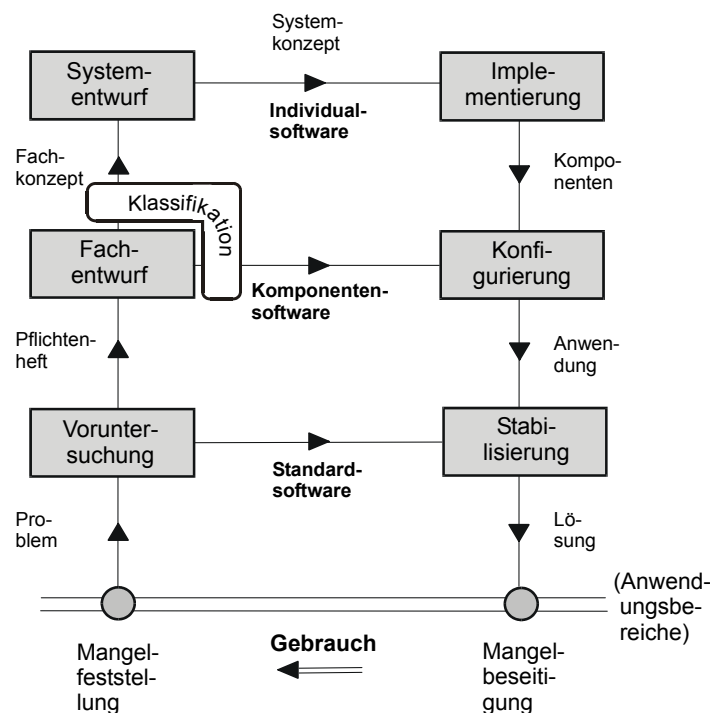 System-
konzept
System-
entwurf
Individual-
software
Imple-
mentierung
Fach-
konzept
Klassifikation
Kompo-
nenten
Fach-
entwurf
Komponenten-
software
Konfi-
gurierung
Pflichten-
heft
Anwen-
dung
Vorunter-
suchung
Standard-
software
Stabi-
lisierung
Pro-
blem
Lö-
sung
(Anwend-
ungsbe-
reiche)
Mangel-
feststel-
lung
Gebrauch
Mangel-
beseiti-
gung